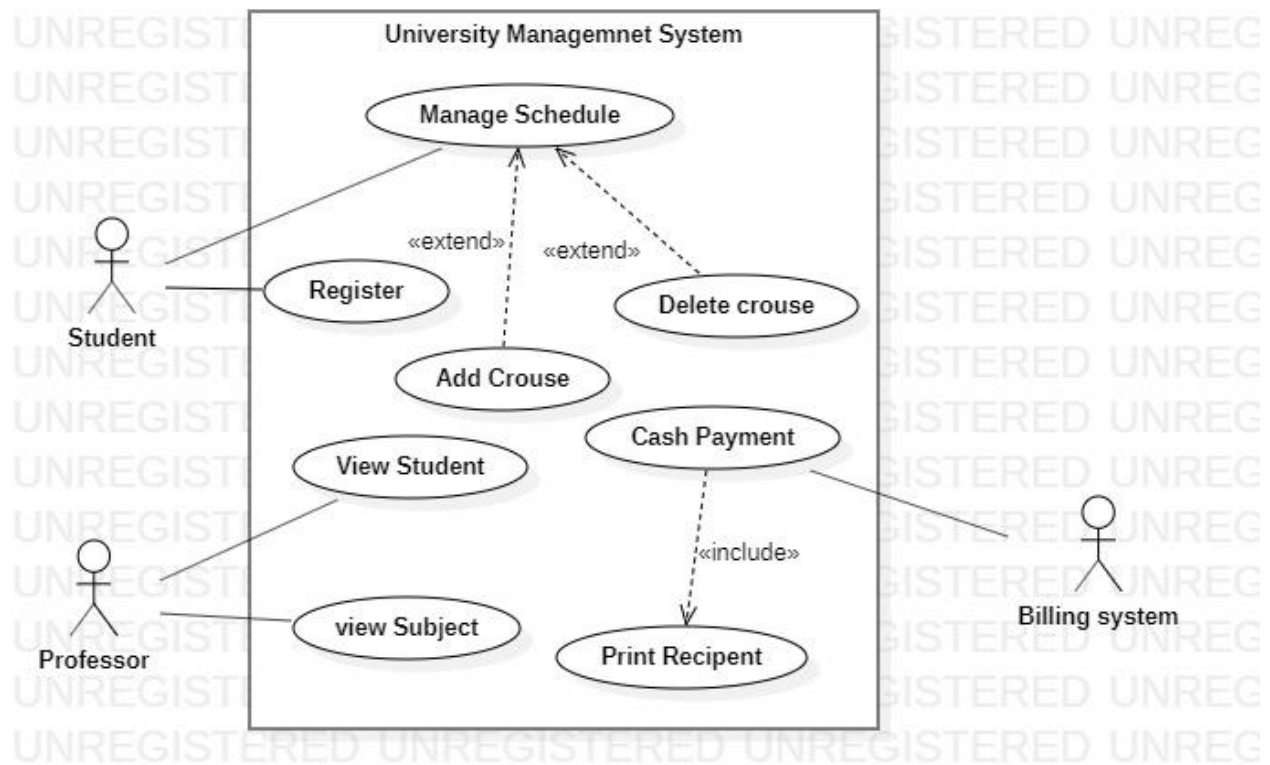 University Managemnet System
Manage Schedule
«extend»
«extend»
Register
Delete crouse
Student
Add Crouse
Cash Payment
View Student
«include»
Billing system
view Subject
Professor
Print Recipent
UNREGISTERED UNREGISTERED UNREGISTERED UNREG